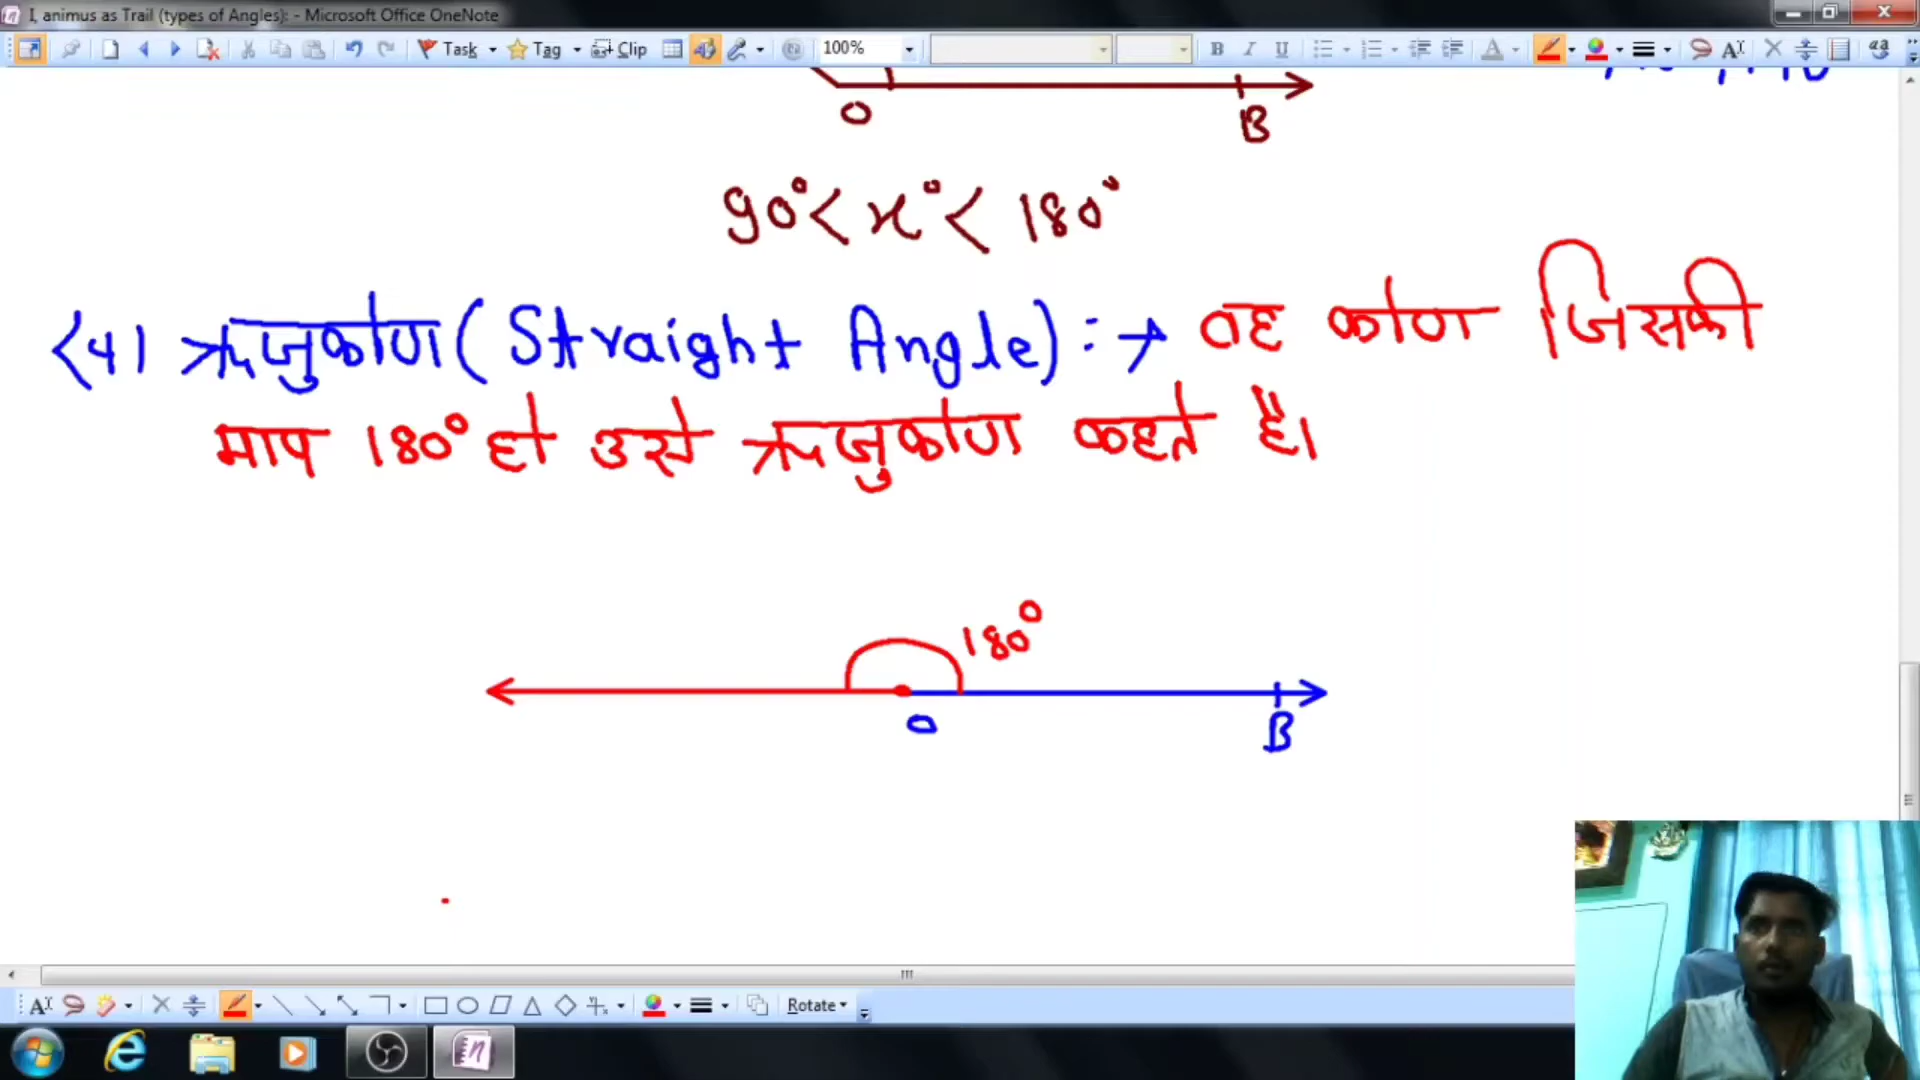 I, animus as Trail (types of Angles): - Microsoft Office OneNote
Task Tag Clip 100% B I U
O B
90° < x° < 180°
(4) ऋजुकोण (Straight Angle) :→ वह कोण जिसकी
माप 180° हो उसे ऋजुकोण कहते है।
180°
O B
Rotate